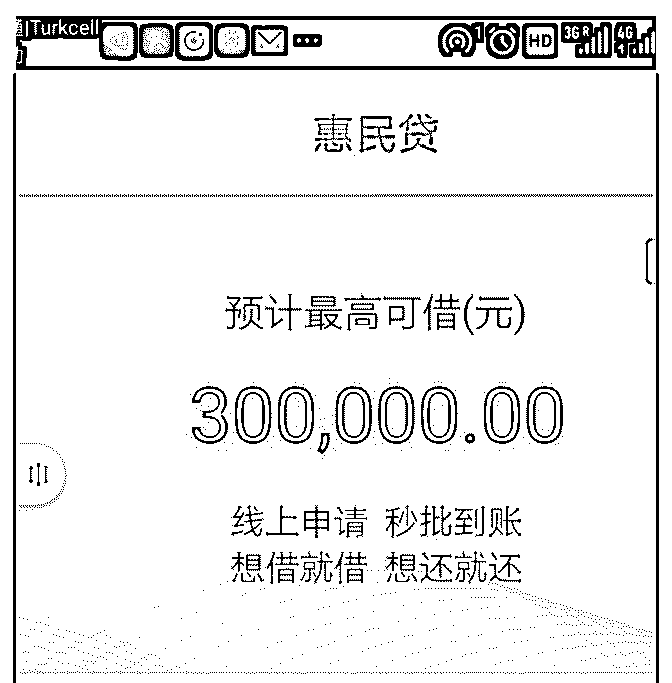 Turkcell
HD 3G R 4G
惠民贷
预计最高可借(元)
300,000.00
线上申请 秒批到账
想借就借 想还就还